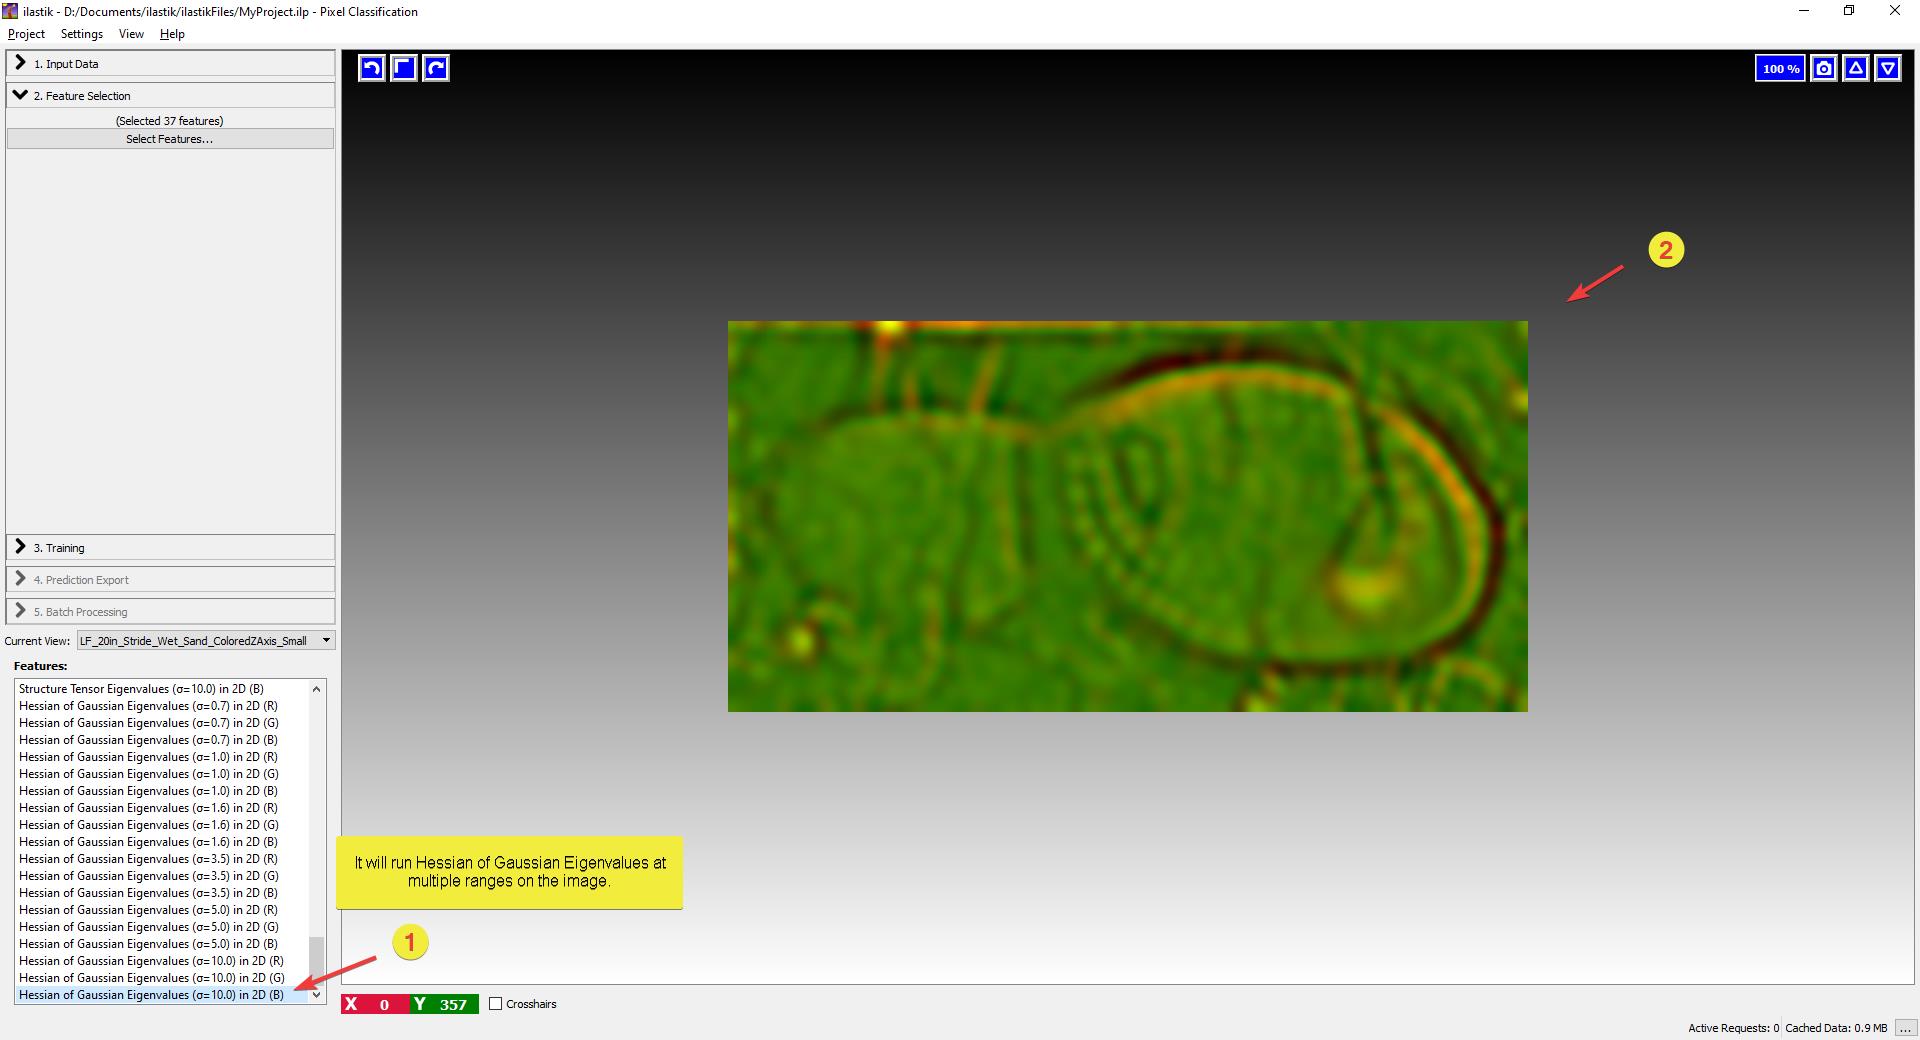 ilastik - D:/Documents/ilastik/ilastikFiles/MyProject.ilp - Pixel Classification
Project Settings View Help
1. Input Data
2. Feature Selection
(Selected 37 features)
Select Features...
3. Training
4. Prediction Export
5. Batch Processing
Current View: LF_20in_Stride_Wet_Sand_ColoredZAxis_Small
Features:
Structure Tensor Eigenvalues (σ=10.0) in 2D (B)
Hessian of Gaussian Eigenvalues (σ=0.7) in 2D (R)
Hessian of Gaussian Eigenvalues (σ=0.7) in 2D (G)
Hessian of Gaussian Eigenvalues (σ=0.7) in 2D (B)
Hessian of Gaussian Eigenvalues (σ=1.0) in 2D (R)
Hessian of Gaussian Eigenvalues (σ=1.0) in 2D (G)
Hessian of Gaussian Eigenvalues (σ=1.0) in 2D (B)
Hessian of Gaussian Eigenvalues (σ=1.6) in 2D (R)
Hessian of Gaussian Eigenvalues (σ=1.6) in 2D (G)
Hessian of Gaussian Eigenvalues (σ=1.6) in 2D (B)
Hessian of Gaussian Eigenvalues (σ=3.5) in 2D (R)
Hessian of Gaussian Eigenvalues (σ=3.5) in 2D (G)
Hessian of Gaussian Eigenvalues (σ=3.5) in 2D (B)
Hessian of Gaussian Eigenvalues (σ=5.0) in 2D (R)
Hessian of Gaussian Eigenvalues (σ=5.0) in 2D (G)
Hessian of Gaussian Eigenvalues (σ=5.0) in 2D (B)
Hessian of Gaussian Eigenvalues (σ=10.0) in 2D (R)
Hessian of Gaussian Eigenvalues (σ=10.0) in 2D (G)
Hessian of Gaussian Eigenvalues (σ=10.0) in 2D (B)
100 %
2
It will run Hessian of Gaussian Eigenvalues at
multiple ranges on the image.
1
X 0 Y 357 Crosshairs
Active Requests: 0 Cached Data: 0.9 MB ...